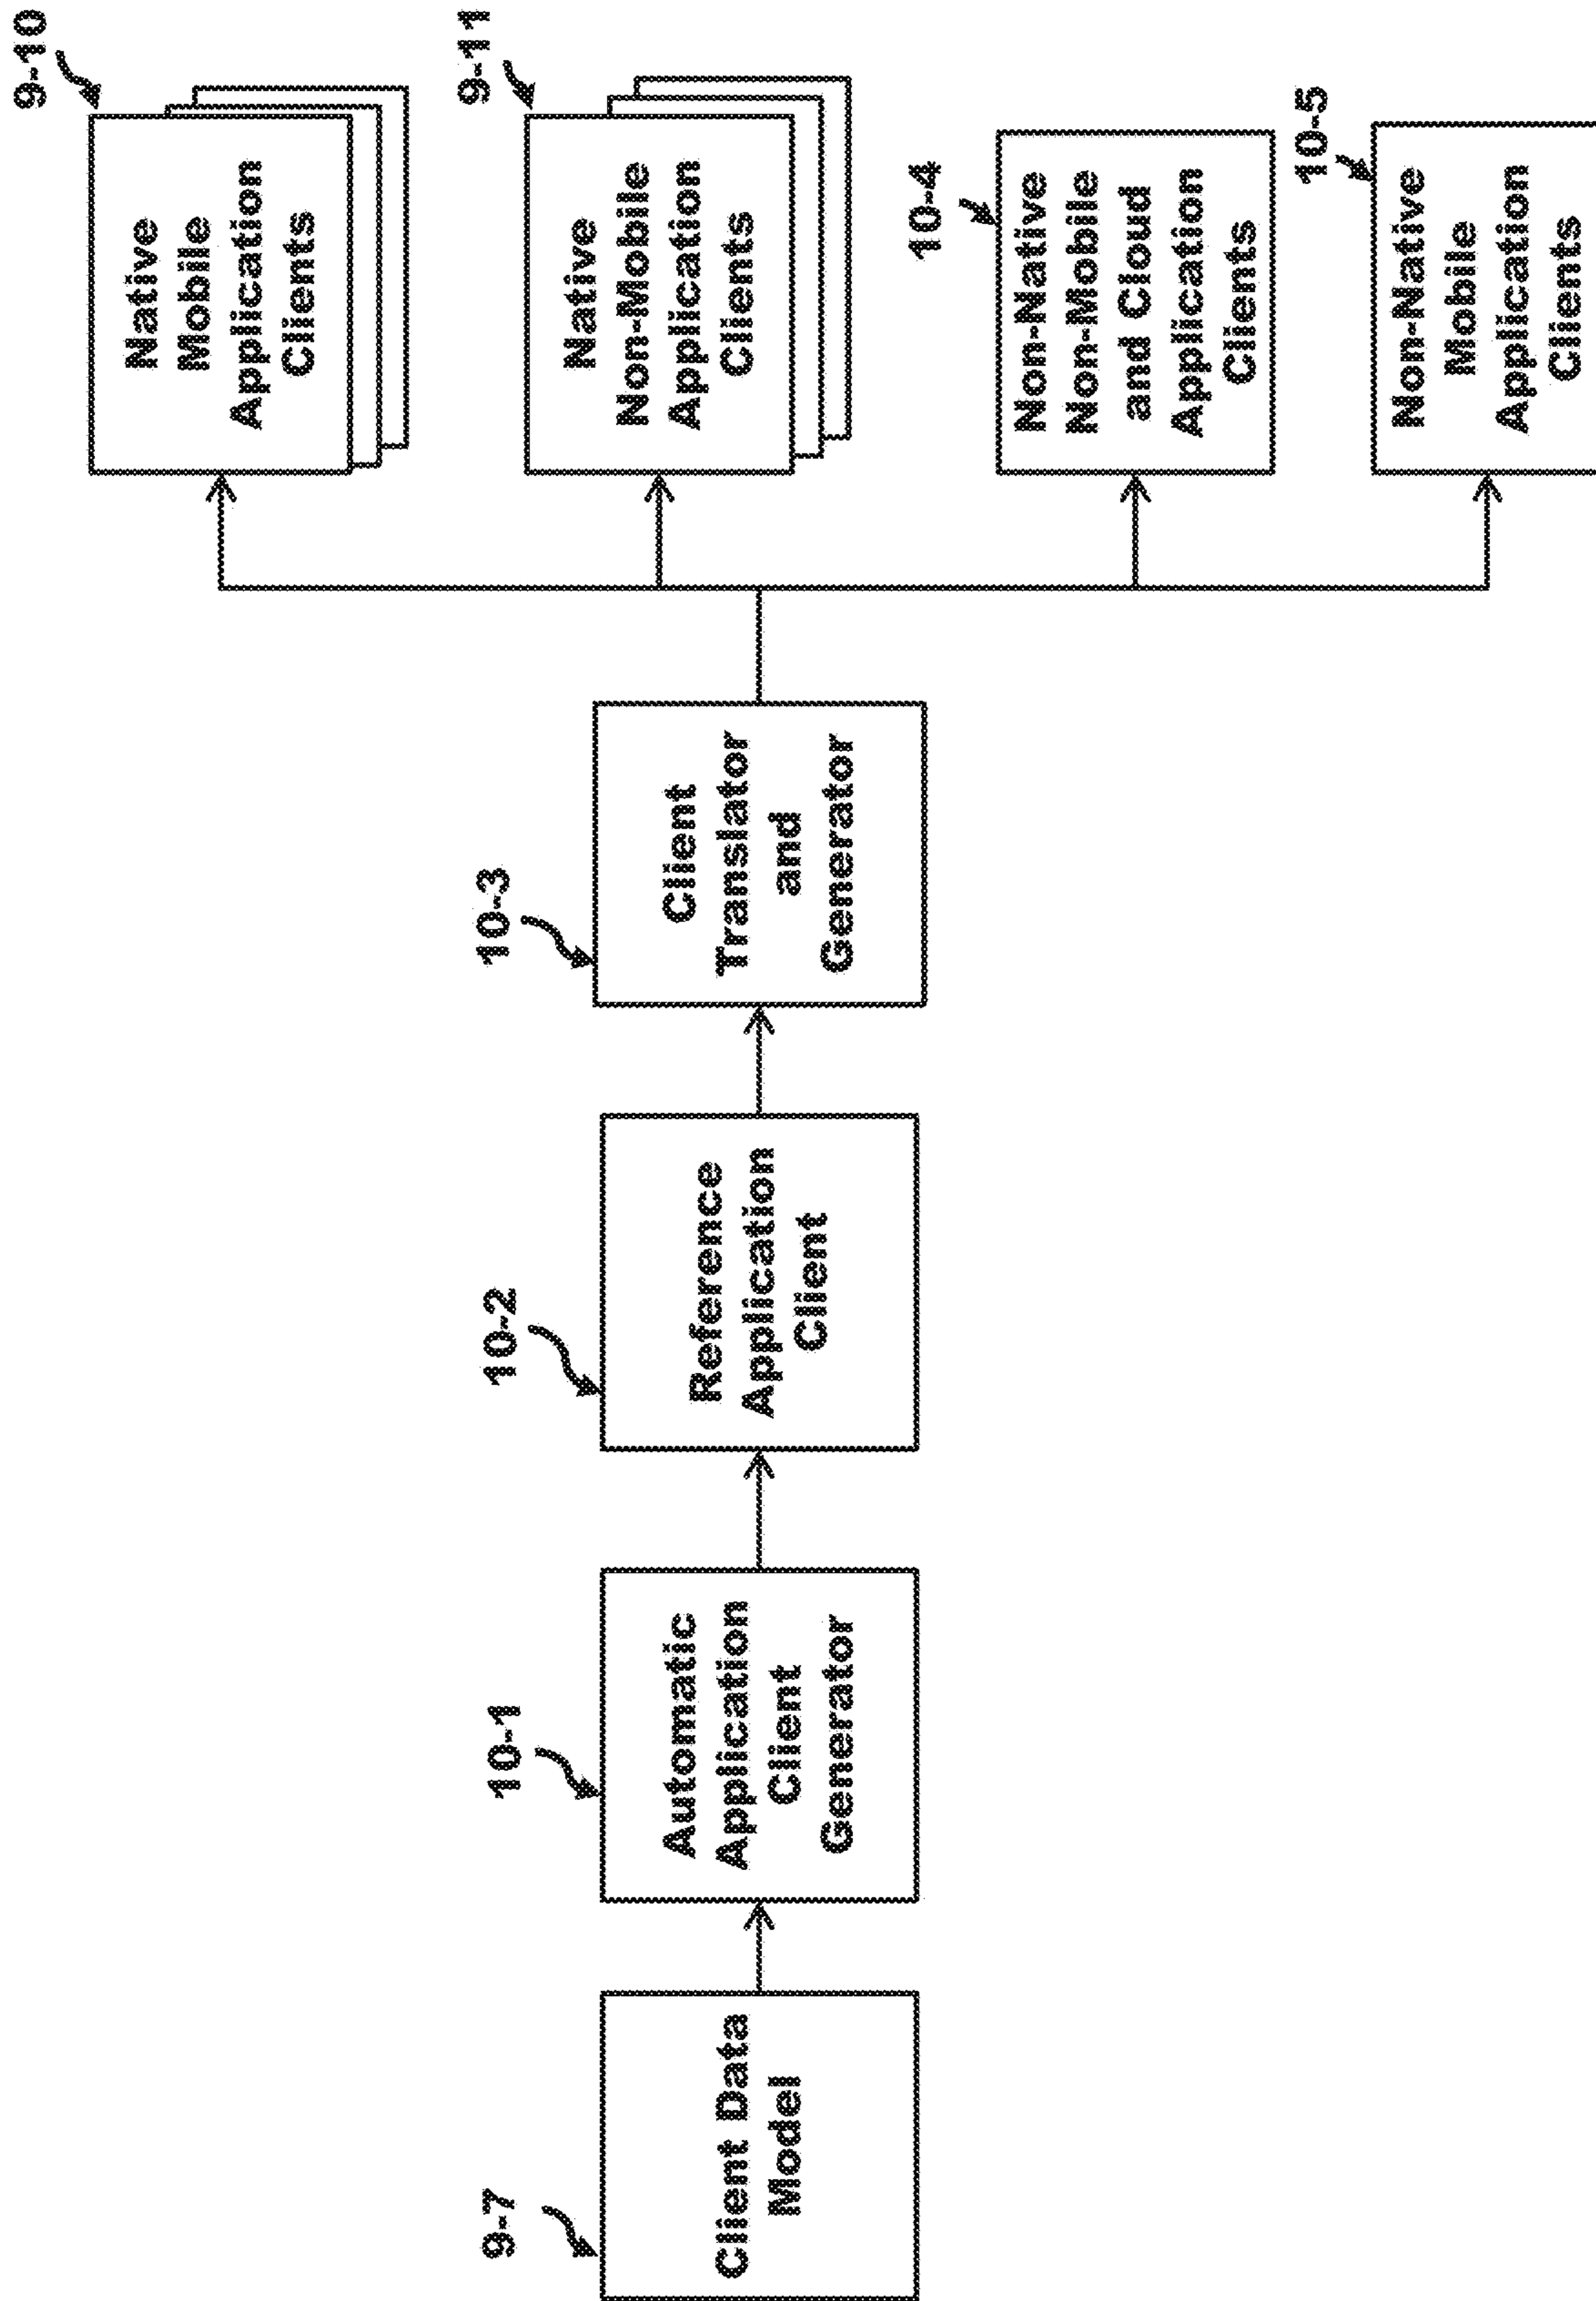 9-7
Client Data
Model
10-1
Automatic
Application
Client
Generator
10-2
Reference
Application
Client
10-3
Client
Translator
and
Generator
9-10
Native
Mobile
Application
Clients
9-11
Native
Non-Mobile
Application
Clients
10-4
Non-Native
Non-Mobile
and Cloud
Application
Clients
10-5
Non-Native
Mobile
Application
Clients